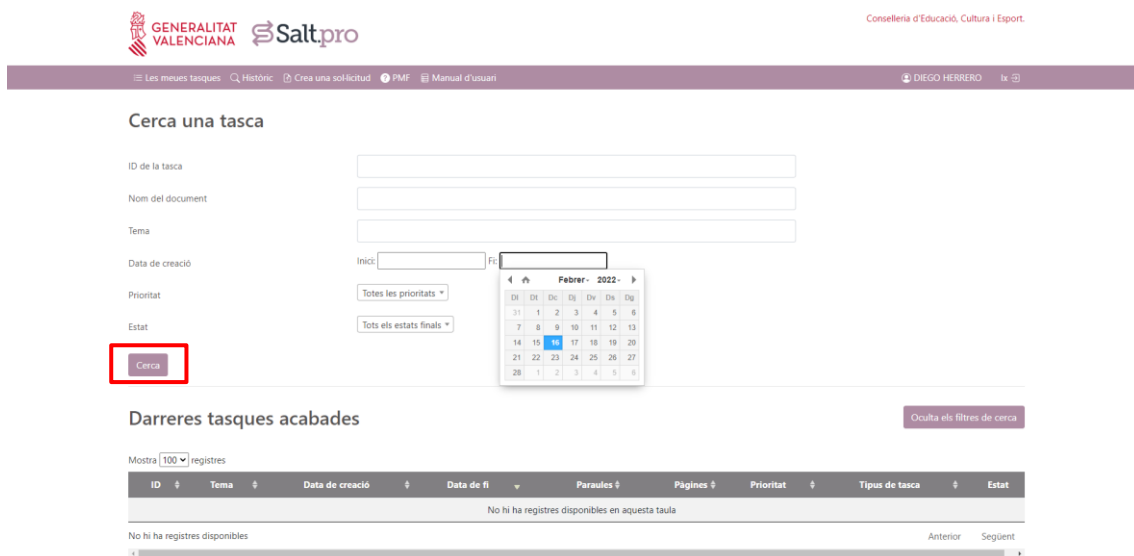 GENERALITAT VALENCIANA Salt.pro
Conselleria d'Educació, Cultura i Esport.
Les meues tasques Històric Crea una sol·licitud PMF Manual d'usuari DIEGO HERRERO Ix
Cerca una tasca
ID de la tasca
Nom del document
Tema
Data de creació Inici: Fi:
Febrer 2022
Prioritat Totes les prioritats
Dl Dt Dc Dj Dv Ds Dg
31 1 2 3 4 5 6
Estat Tots els estats finals
7 8 9 10 11 12 13
14 15 16 17 18 19 20
21 22 23 24 25 26 27
28 1 2 3 4 5 6
Cerca
Darreres tasques acabades
Oculta els filtres de cerca
Mostra 100 registres
ID Tema Data de creació Data de fi Paraules Pàgines Prioritat Tipus de tasca Estat
No hi ha registres disponibles en aquesta taula
No hi ha registres disponibles Anterior Següent